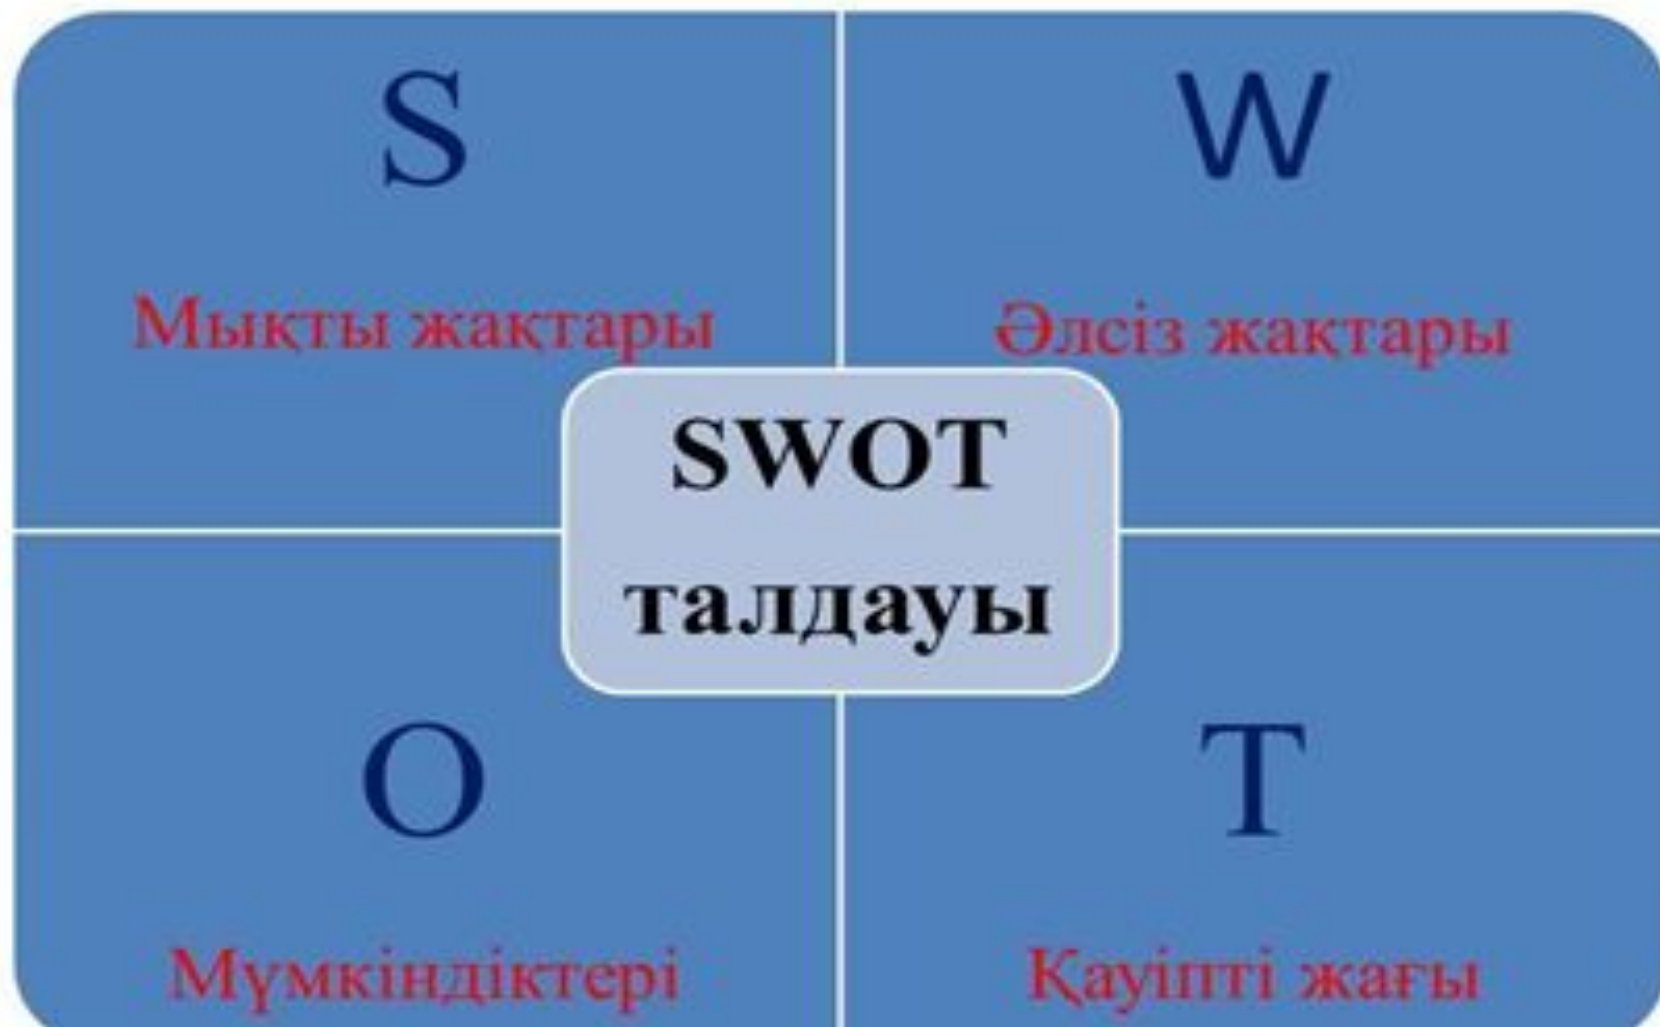 S
W
Мықты жақтары
Әлсіз жақтары
SWOT
талдауы
O
T
Мүмкіндіктері
Қауіпті жағы